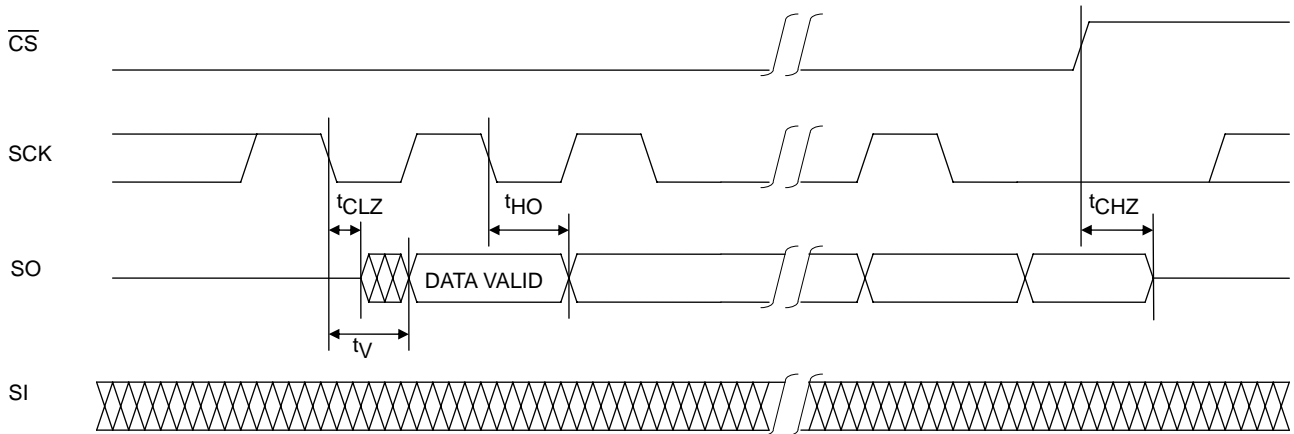 CS
SCK
tCLZ
tHO
tCHZ
SO
DATA VALID
tV
SI